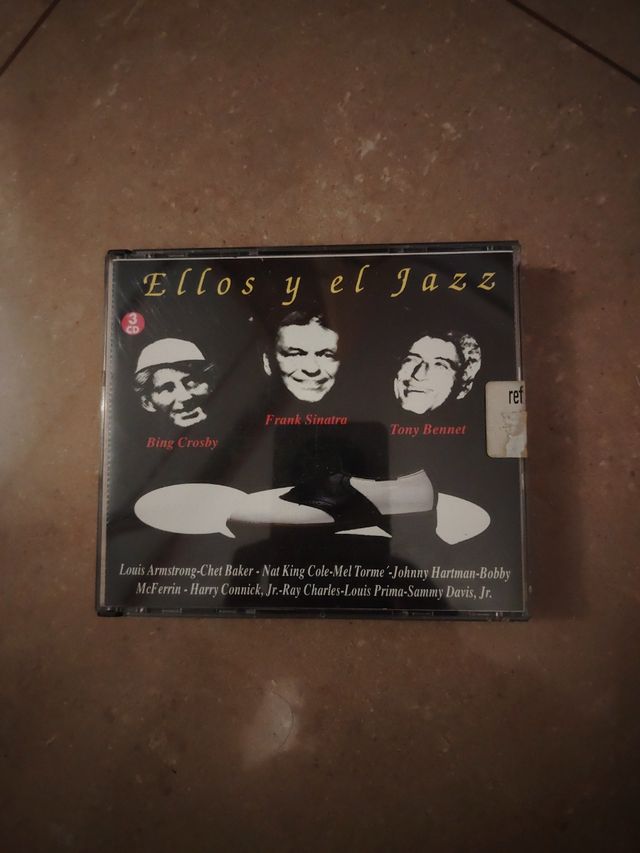 Ellos y el Jazz
3
CD
Bing Crosby
Frank Sinatra
Tony Bennet
ref
Louis Armstrong-Chet Baker - Nat King Cole-Mel Torme´-Johnny Hartman-Bobby
McFerrin - Harry Connick, Jr.-Ray Charles-Louis Prima-Sammy Davis, Jr.